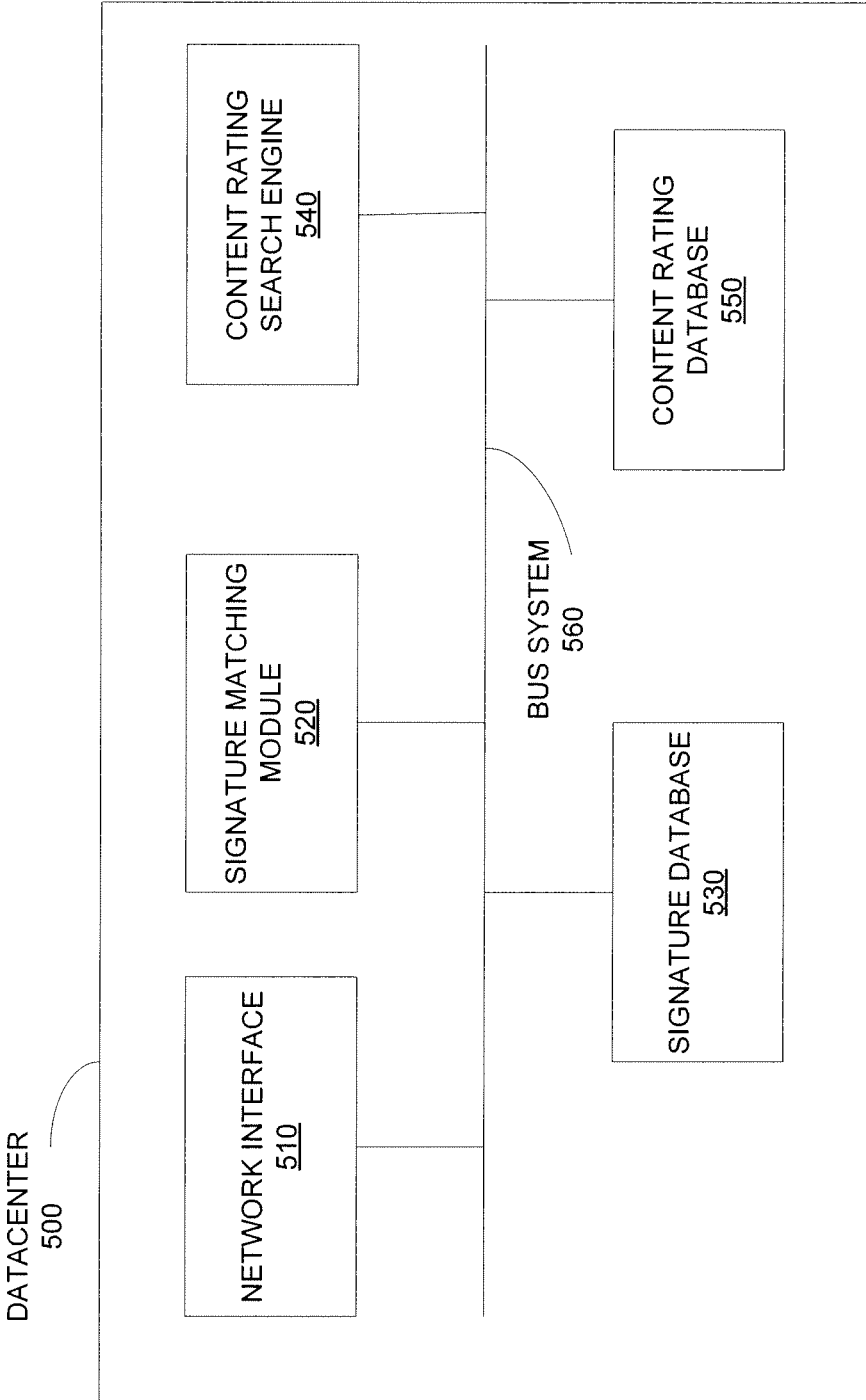 DATACENTER
500
NETWORK INTERFACE
510
SIGNATURE MATCHING
MODULE
520
CONTENT RATING
SEARCH ENGINE
540
BUS SYSTEM
560
SIGNATURE DATABASE
530
CONTENT RATING
DATABASE
550